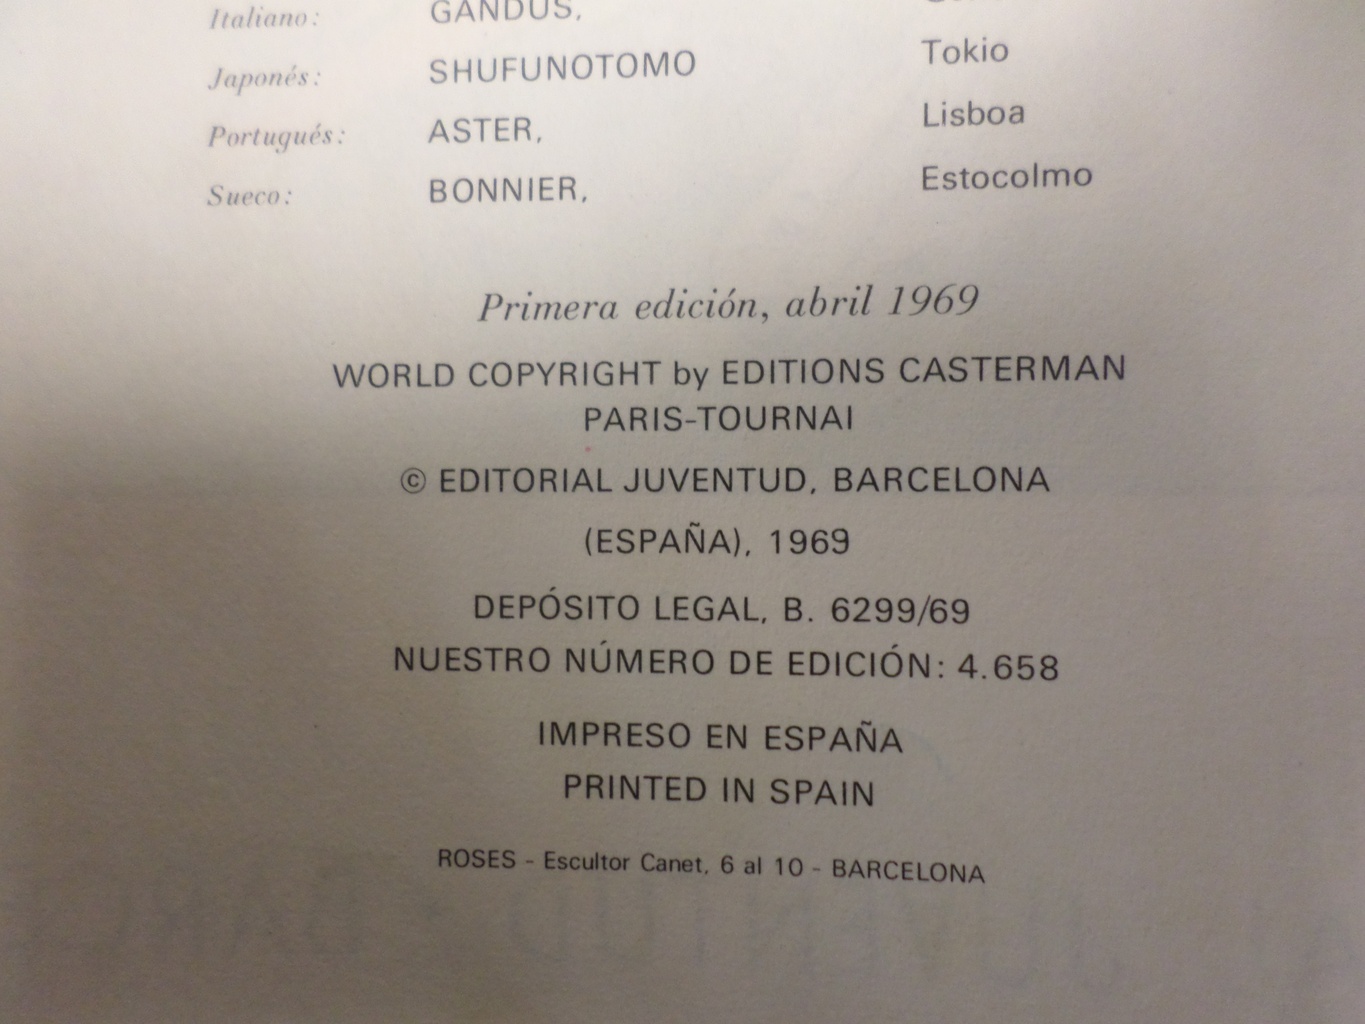 Italiano: GANDUS,
Japonés: SHUFUNOTOMO Tokio
Portugués: ASTER, Lisboa
Sueco: BONNIER, Estocolmo
Primera edición, abril 1969
WORLD COPYRIGHT by EDITIONS CASTERMAN
PARIS-TOURNAI
© EDITORIAL JUVENTUD, BARCELONA
(ESPAÑA), 1969
DEPÓSITO LEGAL, B. 6299/69
NUESTRO NÚMERO DE EDICIÓN: 4.658
IMPRESO EN ESPAÑA
PRINTED IN SPAIN
ROSES - Escultor Canet, 6 al 10 - BARCELONA